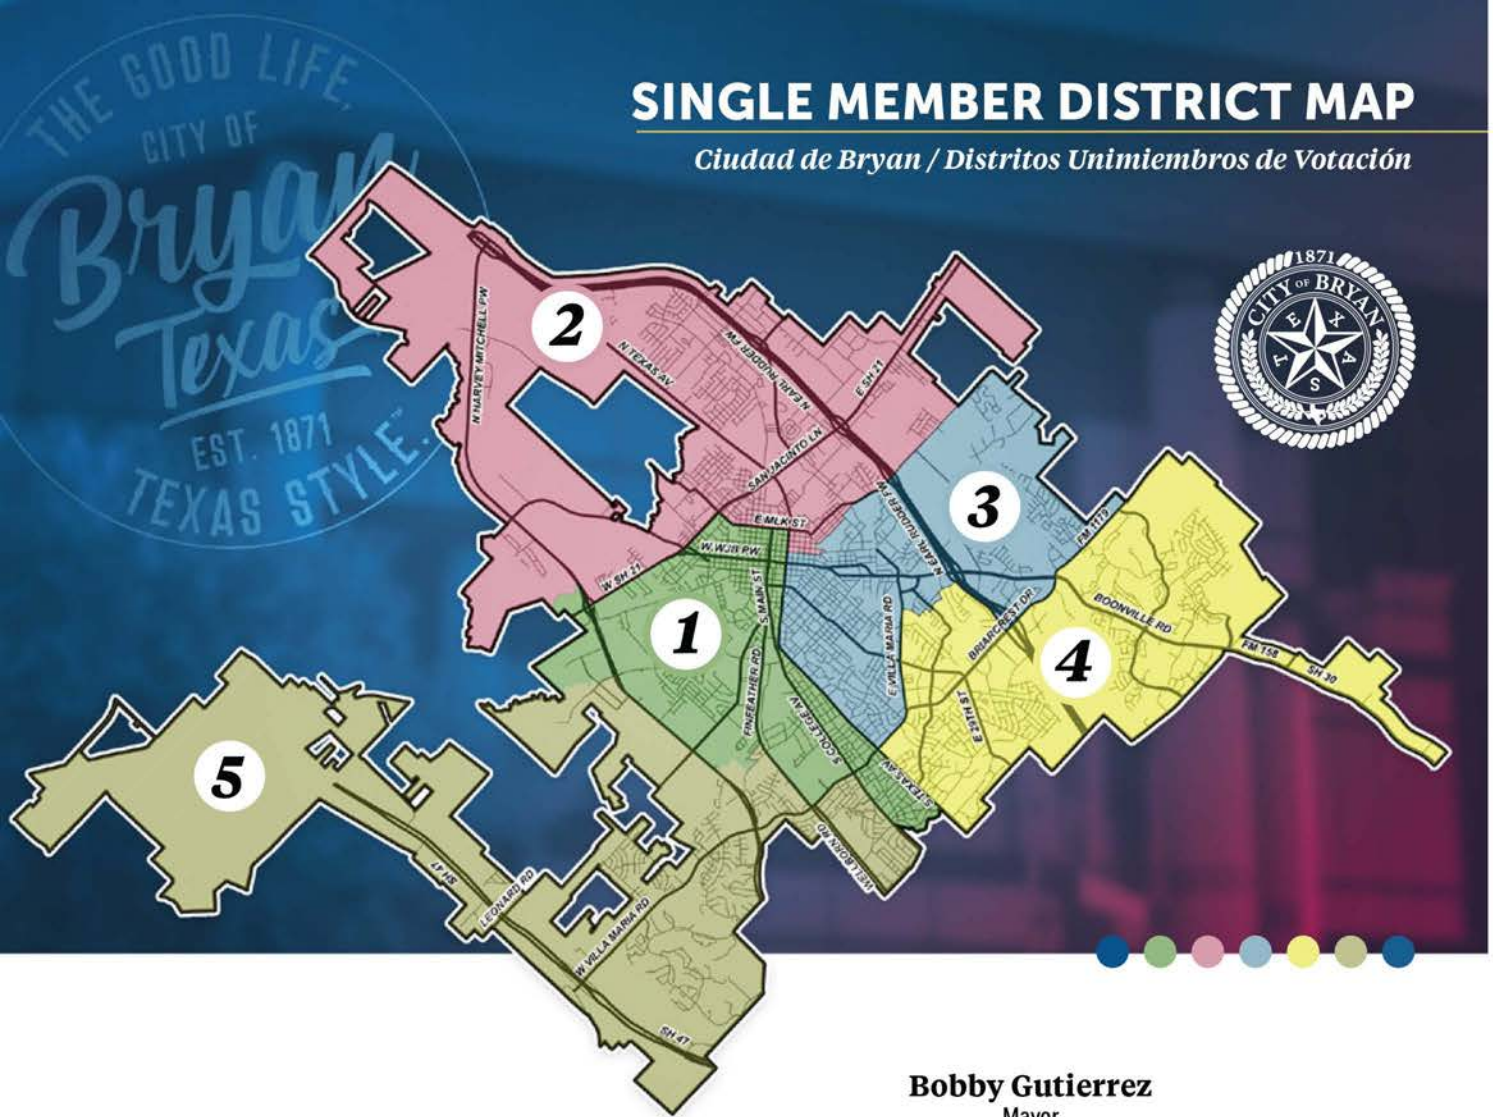 THE GOOD LIFE,
CITY OF
Bryan
Texas
EST. 1871
TEXAS STYLE.™
SINGLE MEMBER DISTRICT MAP
Ciudad de Bryan / Distritos Unimiembros de Votación
1871
CITY OF BRYAN
TEXAS
2
N HARVEY MITCHELL PW
N TEXAS AV
N EARL RUDDER FW
E SH 21
SAN JACINTO LN
E MLK ST
3
N EARL RUDDER FW
FM 1179
W WJB PW
W SH 21
1
S MAIN ST
FINFEATHER RD
S COLLEGE AV
E VILLA MARIA RD
BRIARCREST DR
BOONVILLE RD
4
FM 158
SH 30
E 29TH ST
S TEXAS AV
WELLBORN RD
5
SH 47
LEONARD RD
W VILLA MARIA RD
SH 47
Bobby Gutierrez
Mayor